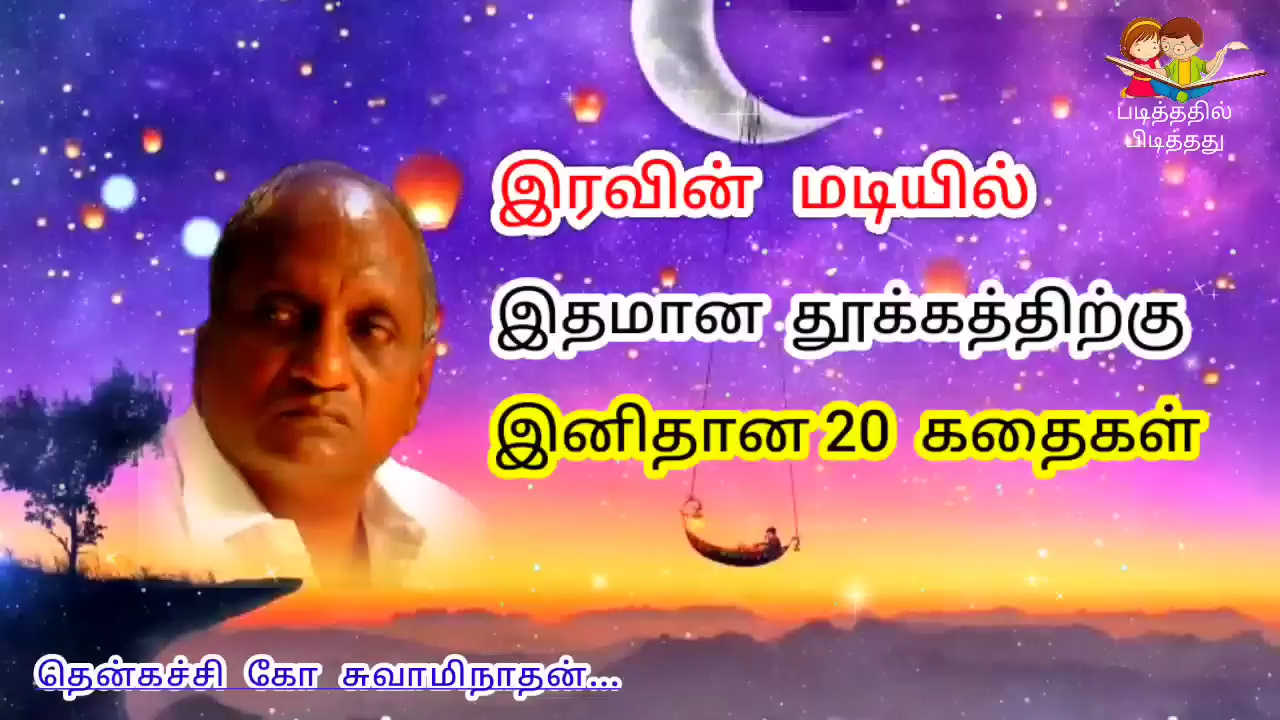 படித்ததில்
பிடித்தது
இரவின் மடியில்
இதமான தூக்கத்திற்கு
இனிதான 20 கதைகள்
தென்கச்சி கோ சுவாமிநாதன்...